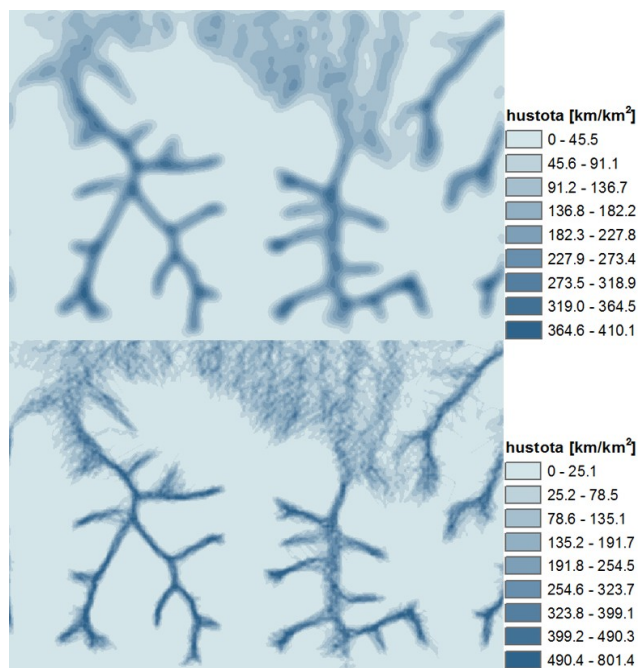 hustota [km/km²]
0 - 45.5
45.6 - 91.1
91.2 - 136.7
136.8 - 182.2
182.3 - 227.8
227.9 - 273.4
273.5 - 318.9
319.0 - 364.5
364.6 - 410.1
hustota [km/km²]
0 - 25.1
25.2 - 78.5
78.6 - 135.1
135.2 - 191.7
191.8 - 254.5
254.6 - 323.7
323.8 - 399.1
399.2 - 490.3
490.4 - 801.4